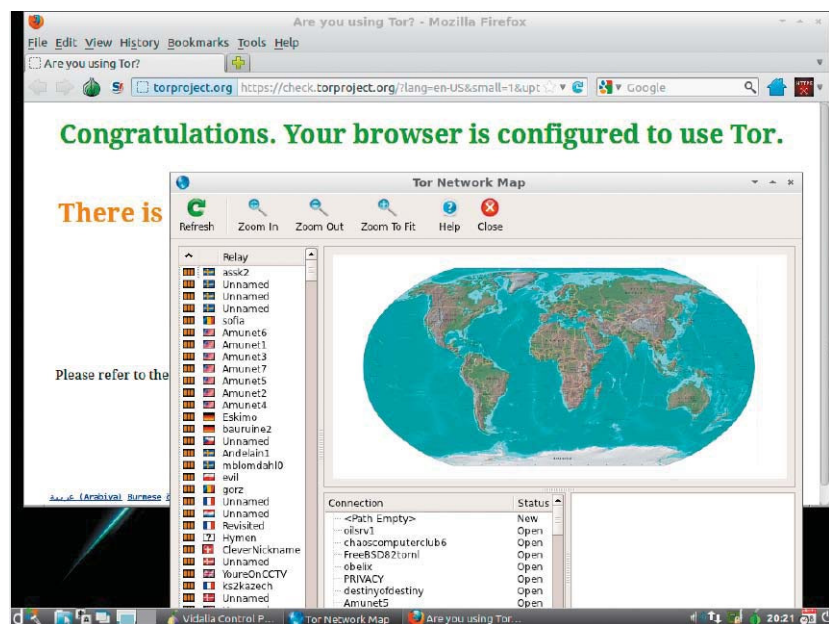 Are you using Tor? - Mozilla Firefox
File Edit View History Bookmarks Tools Help
Are you using Tor?
torproject.org https://check.torproject.org/?lang=en-US&small=1&upt Google
Congratulations. Your browser is configured to use Tor.
There is
Please refer to the
(Arabiya) Burmese
Tor Network Map
Refresh Zoom In Zoom Out Zoom To Fit Help Close
Relay
assk2
Unnamed
Unnamed
Unnamed
sofia
Amunet6
Amunet1
Amunet3
Amunet7
Amunet5
Amunet2
Amunet4
Eskimo
bauruine2
Unnamed
Andelain1
mblomdahl0
evil
gorz
Unnamed
Unnamed
Revisited
Hymen
CleverNickname
Unnamed
YoureOnCCTV
ks2kazech
Unnamed
Connection Status
<Path Empty> New
oilsrv1 Open
chaoscomputerclub6 Open
FreeBSD82tornl Open
obelix Open
PRIVACY Open
destinyofdestiny Open
Amunet5 Open
Vidalia Control P... Tor Network Map Are you using Tor... 20:21